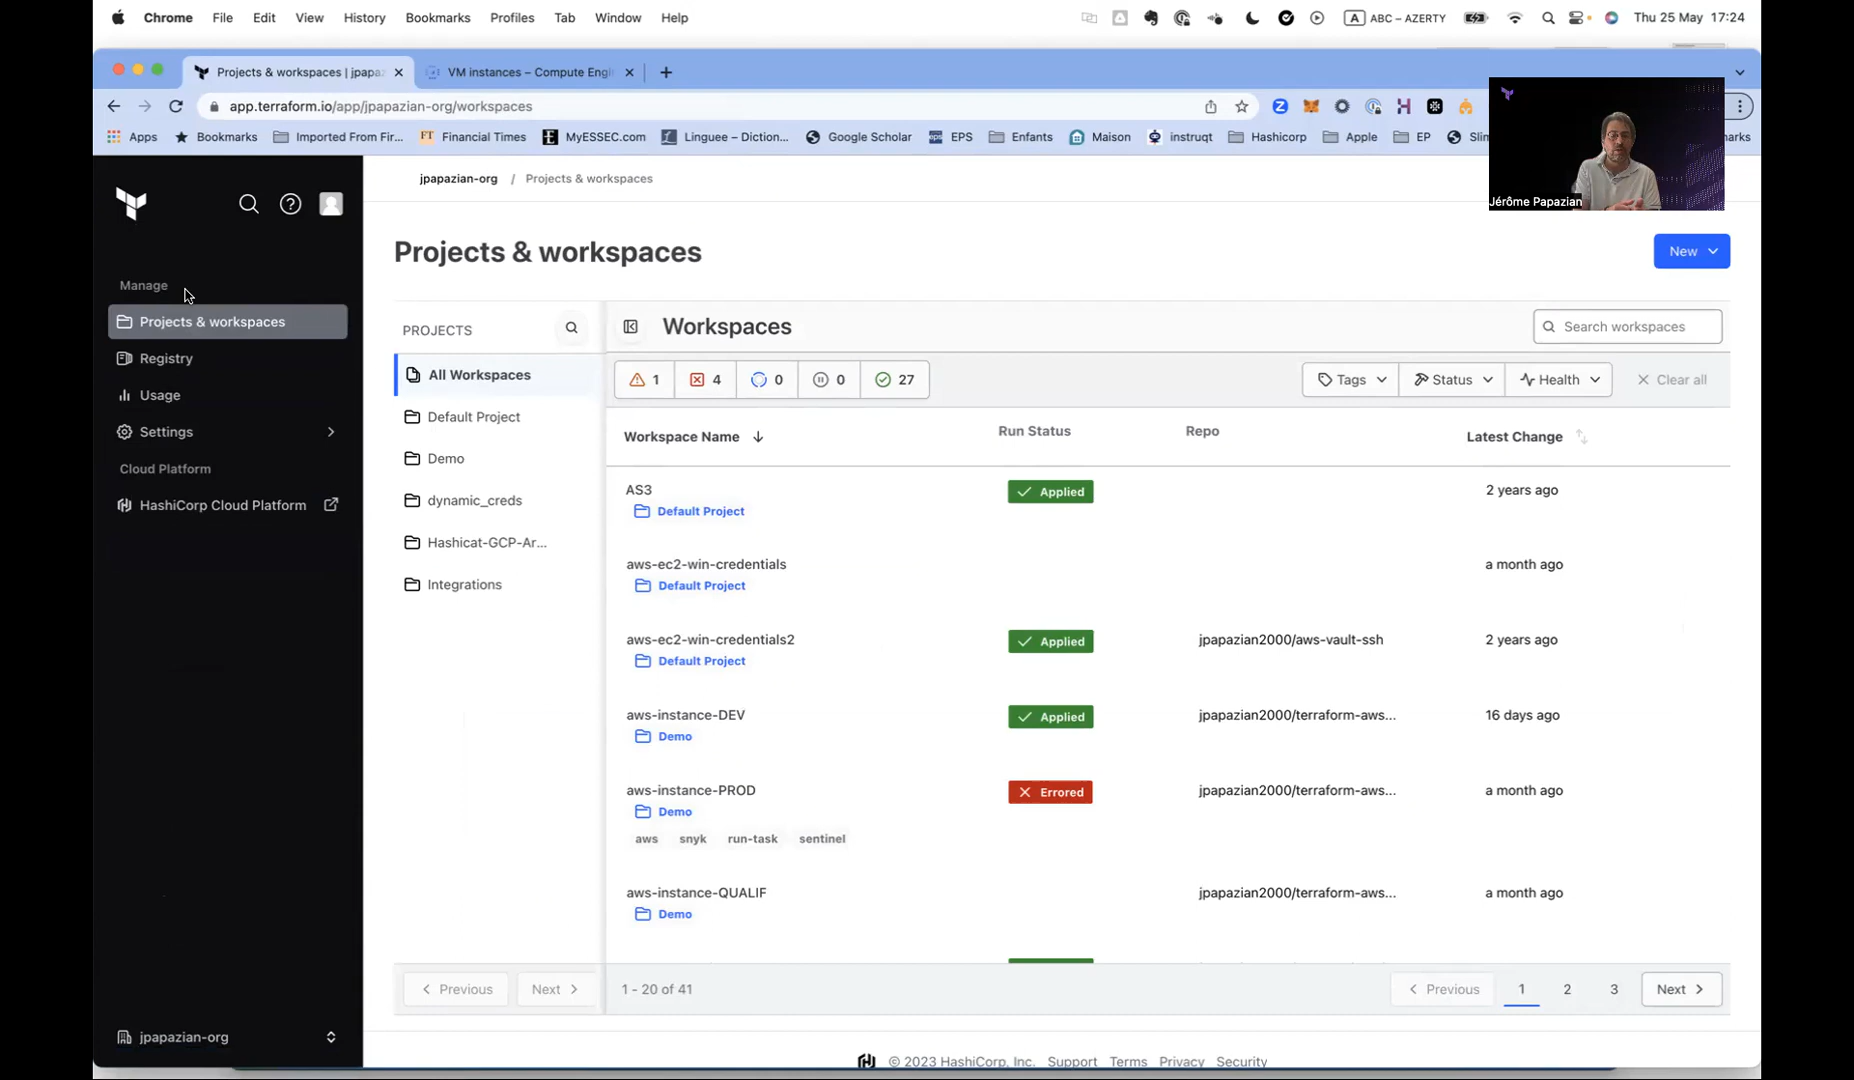 Chrome File Edit View History Bookmarks Profiles Tab Window Help
A ABC – AZERTY Thu 25 May 17:24
Projects & workspaces | jpapa
VM instances – Compute Engi
app.terraform.io/app/jpapazian-org/workspaces
Apps Bookmarks Imported From Fir... FT Financial Times MyESSEC.com Linguee – Diction... Google Scholar EPS Enfants Maison instruqt Hashicorp Apple EP
Jérôme Papazian
jpapazian-org / Projects & workspaces
Projects & workspaces
New
Manage
Projects & workspaces
Registry
Usage
Settings
Cloud Platform
HashiCorp Cloud Platform
jpapazian-org
PROJECTS
All Workspaces
Default Project
Demo
dynamic_creds
Hashicat-GCP-Ar...
Integrations
Previous Next
Workspaces
Search workspaces
1 4 0 0 27
Tags Status Health Clear all
Workspace Name Run Status Repo Latest Change
AS3 Applied 2 years ago
Default Project
aws-ec2-win-credentials a month ago
Default Project
aws-ec2-win-credentials2 Applied jpapazian2000/aws-vault-ssh 2 years ago
Default Project
aws-instance-DEV Applied jpapazian2000/terraform-aws... 16 days ago
Demo
aws-instance-PROD Errored jpapazian2000/terraform-aws... a month ago
Demo
aws snyk run-task sentinel
aws-instance-QUALIF jpapazian2000/terraform-aws... a month ago
Demo
1 - 20 of 41
Previous 1 2 3 Next
© 2023 HashiCorp, Inc. Support Terms Privacy Security